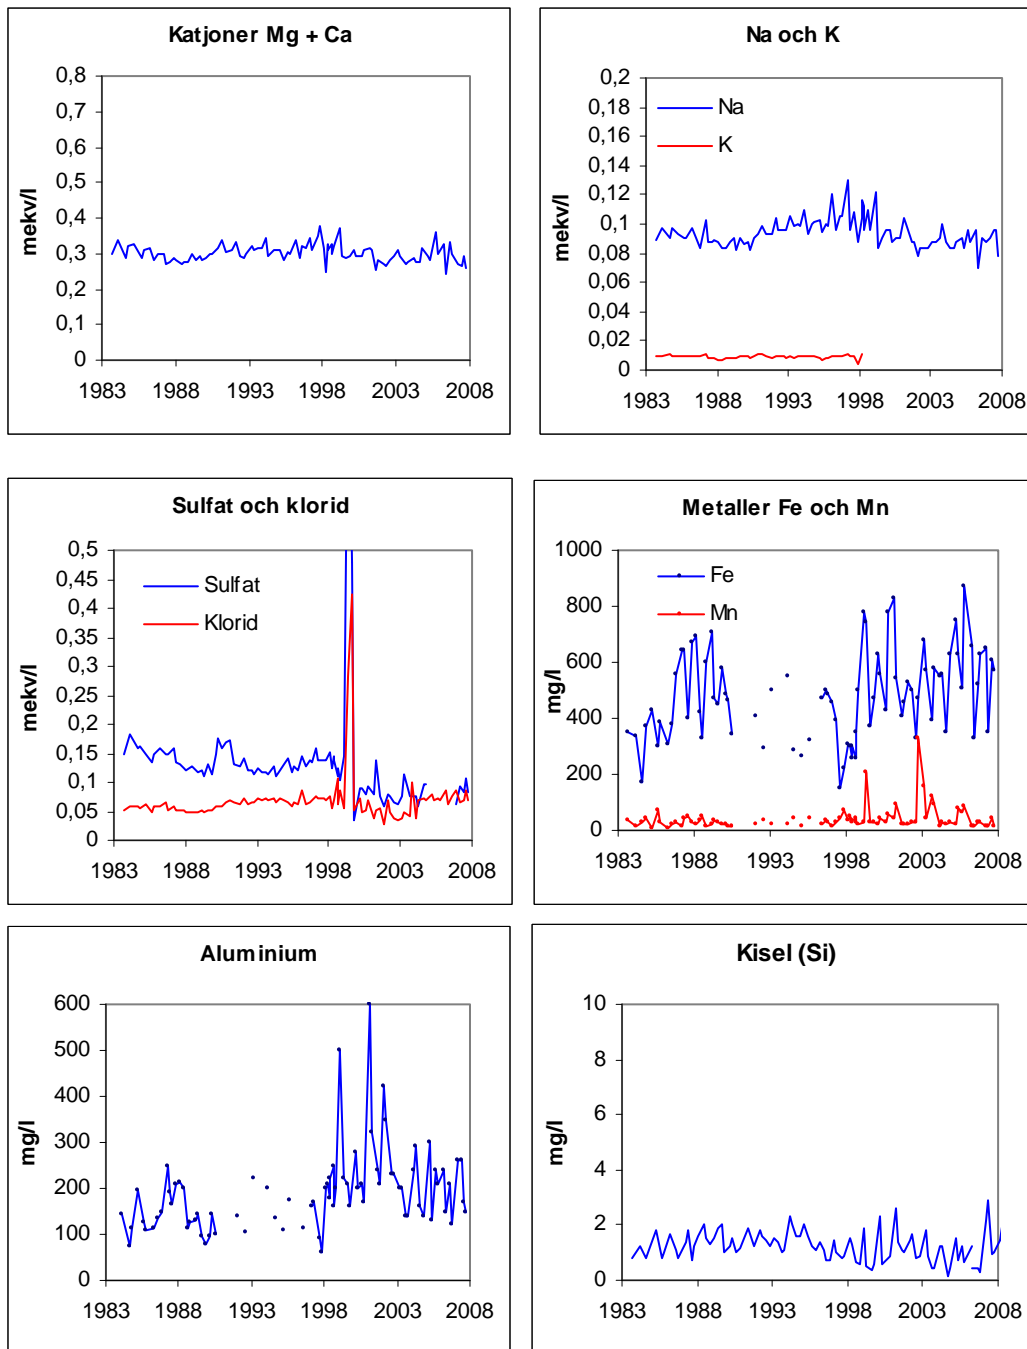 Katjoner Mg + Ca
mekv/l
0,8
0,7
0,6
0,5
0,4
0,3
0,2
0,1
0
1983 1988 1993 1998 2003 2008
Na och K
mekv/l
0,2
0,18
0,16
0,14
0,12
0,1
0,08
0,06
0,04
0,02
0
Na
K
1983 1988 1993 1998 2003 2008
Sulfat och klorid
mekv/l
0,5
0,45
0,4
0,35
0,3
0,25
0,2
0,15
0,1
0,05
0
Sulfat
Klorid
1983 1988 1993 1998 2003 2008
Metaller Fe och Mn
mg/l
1000
800
600
400
200
0
Fe
Mn
1983 1988 1993 1998 2003 2008
Aluminium
mg/l
600
500
400
300
200
100
0
1983 1988 1993 1998 2003 2008
Kisel (Si)
mg/l
10
8
6
4
2
0
1983 1988 1993 1998 2003 2008